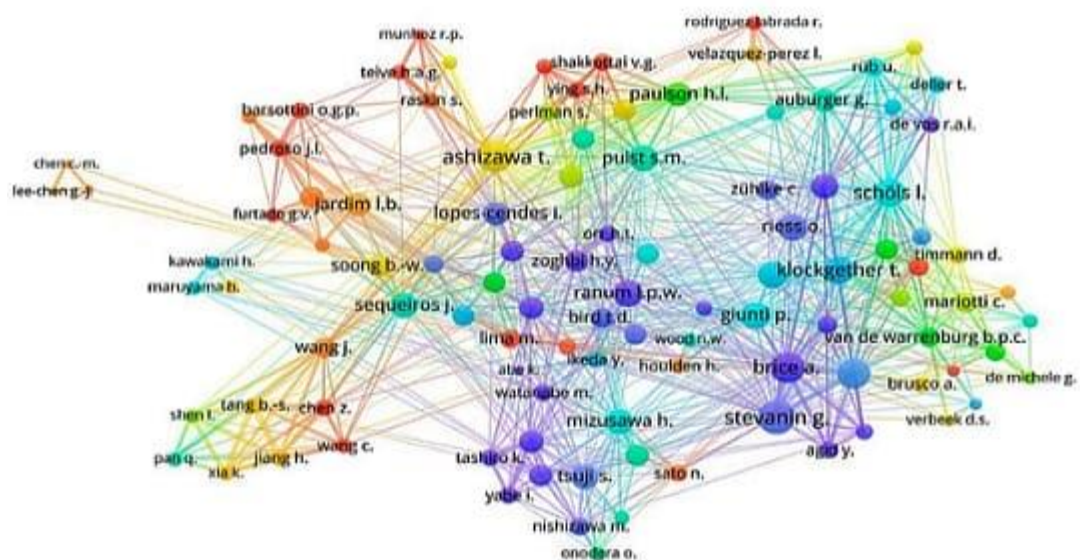 rodriguez labrada r.
munhoz r.p.
velazquez-perez l.
shakkottai v.g.
teive h.a.g.
rub u.
deller t.
ying s.h.
paulson h.l.
raskin s.
auburger g.
barsottini o.g.p.
perlman s.
de vos r.a.i.
pedroso j.l.
ashizawa t.
pulst s.m.
chen c.-m.
lee-chen g.-j.
zühlke c.
schols l.
jardim l.b.
furtado g.v.
lopes-cendes i.
riess o.
orr h.t.
timmann d.
kawakami h.
soong b.-w.
zoghbi h.y.
klockgether t.
maruyama h.
ranum l.p.w.
sequeiros j.
mariotti c.
bird t.d.
giunti p.
lima m.
wood n.w.
van de warrenburg b.p.c.
wang j.
ikeda y.
houlden h.
abe k.
brice a.
brusco a.
de michele g.
watanabe m.
tang b.-s.
chen z.
shen l.
mizusawa h.
stevanin g.
verbeek d.s.
wang c.
agid y.
pan q.
jiang h.
tashiro k.
xia k.
tsuji s.
sato n.
yabe i.
nishizawa m.
onodera o.